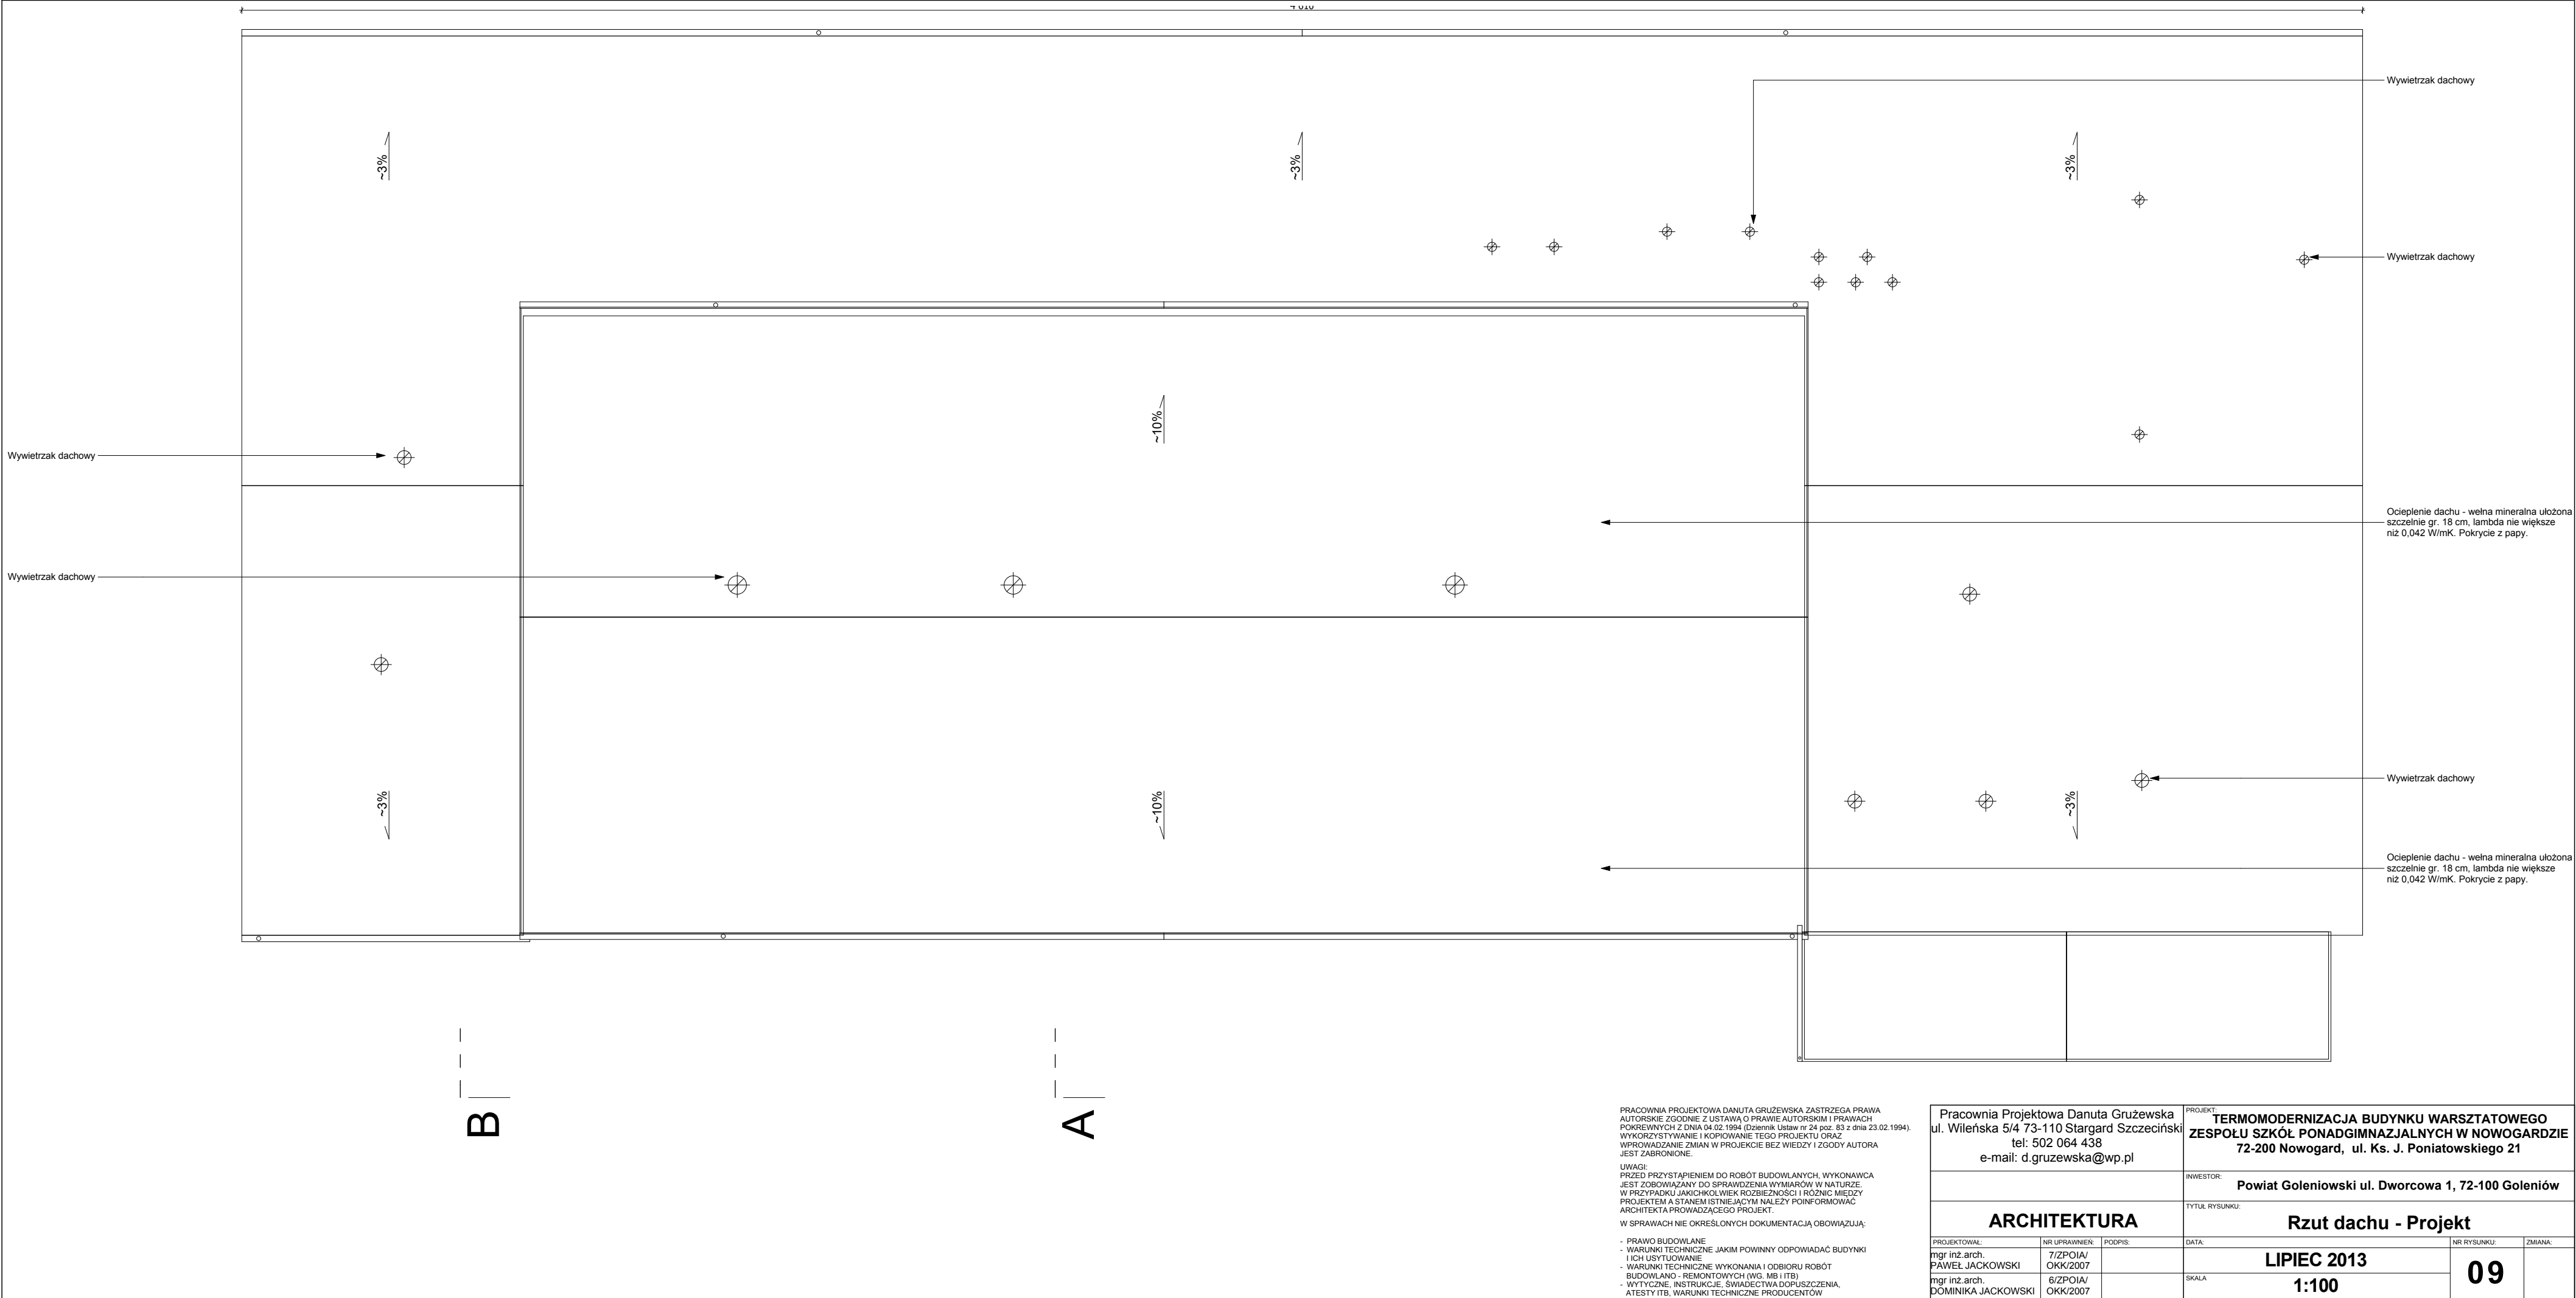 Wywietrzak dachowy
~3%
~3%
~3%
Wywietrzak dachowy
~10%
Wywietrzak dachowy
Ocieplenie dachu - wełna mineralna ułożona
szczelnie gr. 18 cm, lambda nie większe
niż 0,042 W/mK. Pokrycie z papy.
Wywietrzak dachowy
Wywietrzak dachowy
~3%
~10%
~3%
Ocieplenie dachu - wełna mineralna ułożona
szczelnie gr. 18 cm, lambda nie większe
niż 0,042 W/mK. Pokrycie z papy.
B
A
PRACOWNIA PROJEKTOWA DANUTA GRUŻEWSKA ZASTRZEGA PRAWA
AUTORSKIE ZGODNIE Z USTAWĄ O PRAWIE AUTORSKIM I PRAWACH
POKREWNYCH Z DNIA 04.02.1994 (Dziennik Ustaw nr 24 poz. 83 z dnia 23.02.1994).
WYKORZYSTYWANIE I KOPIOWANIE TEGO PROJEKTU ORAZ
WPROWADZANIE ZMIAN W PROJEKCIE BEZ WIEDZY I ZGODY AUTORA
JEST ZABRONIONE.
UWAGI:
PRZED PRZYSTĄPIENIEM DO ROBÓT BUDOWLANYCH, WYKONAWCA
JEST ZOBOWIĄZANY DO SPRAWDZENIA WYMIARÓW W NATURZE.
W PRZYPADKU JAKICHKOLWIEK ROZBIEŻNOŚCI I RÓŻNIC MIĘDZY
PROJEKTEM A STANEM ISTNIEJĄCYM NALEŻY POINFORMOWAĆ
ARCHITEKTA PROWADZĄCEGO PROJEKT.
W SPRAWACH NIE OKREŚLONYCH DOKUMENTACJĄ OBOWIĄZUJĄ:
- PRAWO BUDOWLANE
- WARUNKI TECHNICZNE JAKIM POWINNY ODPOWIADAĆ BUDYNKI
I ICH USYTUOWANIE
- WARUNKI TECHNICZNE WYKONANIA I ODBIORU ROBÓT
BUDOWLANO - REMONTOWYCH (WG. MB i ITB)
- WYTYCZNE, INSTRUKCJE, ŚWIADECTWA DOPUSZCZENIA,
ATESTY ITB, WARUNKI TECHNICZNE PRODUCENTÓW
Pracownia Projektowa Danuta Grużewska
ul. Wileńska 5/4 73-110 Stargard Szczeciński
tel: 502 064 438
e-mail: d.gruzewska@wp.pl
PROJEKT:
TERMOMODERNIZACJA BUDYNKU WARSZTATOWEGO
ZESPOŁU SZKÓŁ PONADGIMNAZJALNYCH W NOWOGARDZIE
72-200 Nowogard, ul. Ks. J. Poniatowskiego 21
INWESTOR:
Powiat Goleniowski ul. Dworcowa 1, 72-100 Goleniów
ARCHITEKTURA
TYTUŁ RYSUNKU:
Rzut dachu - Projekt
PROJEKTOWAŁ: NR UPRAWNIEŃ: PODPIS: DATA: NR RYSUNKU: ZMIANA:
mgr inż.arch. 7/ZPOIA/
PAWEŁ JACKOWSKI OKK/2007
LIPIEC 2013
09
mgr inż.arch. 6/ZPOIA/
DOMINIKA JACKOWSKI OKK/2007
SKALA
1:100